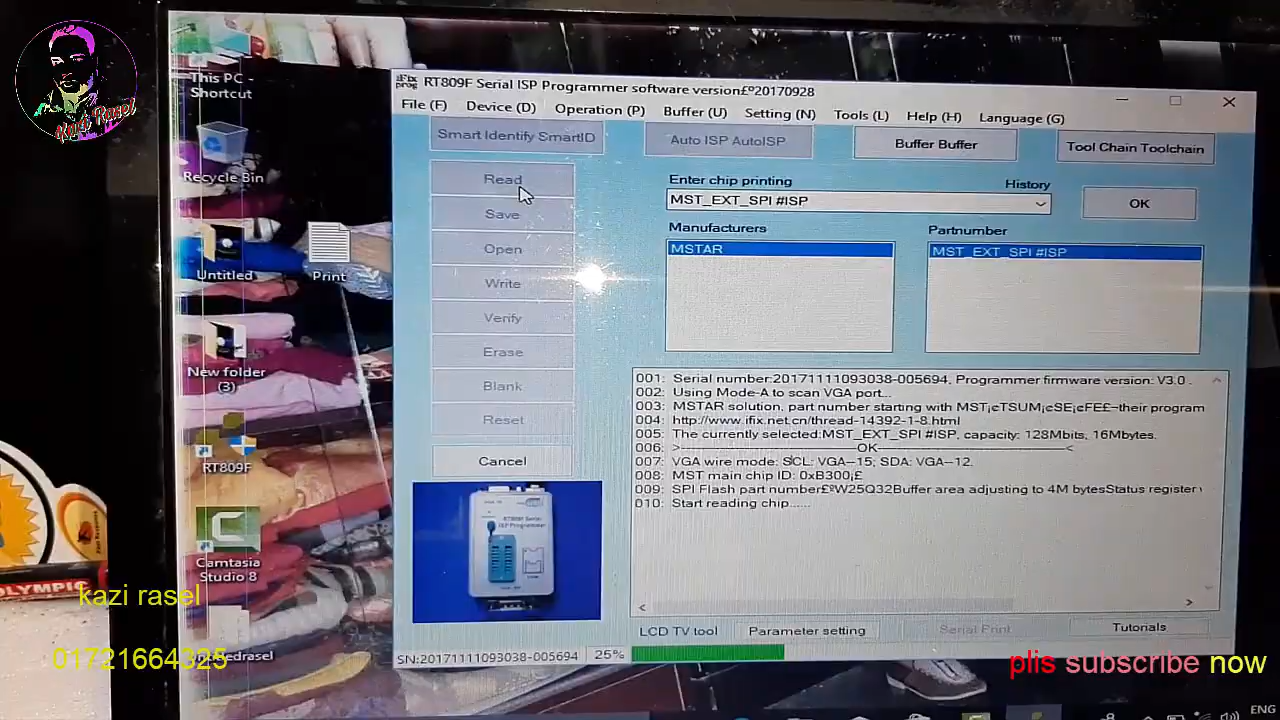 Kazi Rasel
This PC -
Shortcut
Recycle Bin
Untitled
Print
New folder
(3)
RT809F
Camtasia
Studio 8
OLYMPIC
kazi rasel
01721664325
RT809F Serial ISP Programmer software version£º20170928
File (F) Device (D) Operation (P) Buffer (U) Setting (N) Tools (L) Help (H) Language (G)
Smart Identify SmartID Auto ISP AutoISP Buffer Buffer Tool Chain Toolchain
Read
Save
Open
Write
Verify
Erase
Blank
Reset
Cancel
Enter chip printing History
MST_EXT_SPI #ISP OK
Manufacturers Partnumber
MSTAR MST_EXT_SPI #ISP
001: Serial number:20171111093038-005694, Programmer firmware version: V3.0 .
002: Using Mode-A to scan VGA port...
003: MSTAR solution, part number starting with MST¡¢TSUM¡¢SE¡¢FE£¬their program
004: http://www.ifix.net.cn/thread-14392-1-8.html
005: The currently selected:MST_EXT_SPI #ISP, capacity: 128Mbits, 16Mbytes.
006: >------------------------------OK------------------------------<
007: VGA wire mode: SCL: VGA--15; SDA: VGA--12.
008: MST main chip ID: 0xB300¡£
009: SPI Flash part number£ºW25Q32Buffer area adjusting to 4M bytesStatus register
010: Start reading chip......
RT809F Serial
ISP Programmer
LCD TV tool Parameter setting Serial Print Tutorials
SN:20171111093038-005694 25%
plis subscribe now
ENG